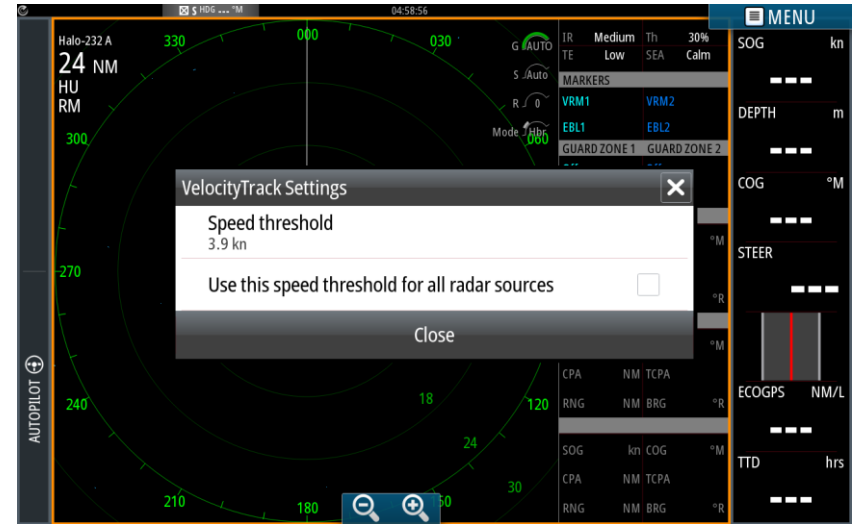 HDG --- °M
04:58:56
MENU
Halo-232 A
24 NM
HU
RM
330
000
030
060
300
270
240
210
180
120
18
24
30
G AUTO
S Auto
R 0
Mode Hbr
IR Medium Th 30%
TE Low SEA Calm
MARKERS
VRM1 VRM2
EBL1 EBL2
GUARD ZONE 1 GUARD ZONE 2
VelocityTrack Settings
Speed threshold
3.9 kn
Use this speed threshold for all radar sources
Close
°M
°R
°M
CPA NM TCPA
RNG NM BRG °R
SOG kn COG °M
CPA NM TCPA
RNG NM BRG °R
SOG kn
---
DEPTH m
---
COG °M
---
STEER
---
ECOGPS NM/L
---
TTD hrs
---
AUTOPILOT